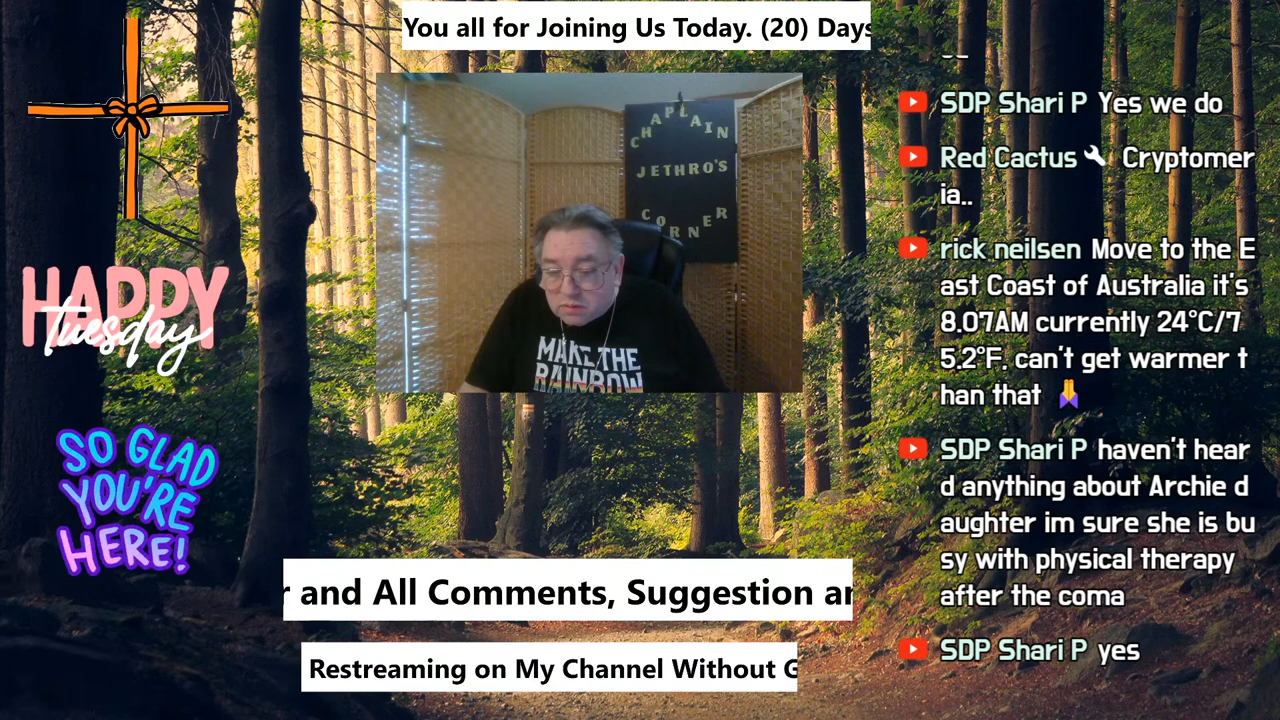 You all for Joining Us Today. (20) Days
CHAPLAIN
JETHRO'S
CORNER
MAKE THE
RAINBOW
HAPPY
Tuesday
SO GLAD
YOU'RE
HERE!
and All Comments, Suggestion
Restreaming on My Channel Without
SDP Shari P Yes we do
Red Cactus Cryptomer
ia..
rick neilsen Move to the E
ast Coast of Australia it's
8.07AM currently 24°C/7
5.2°F. can't get warmer t
han that
SDP Shari P haven't hear
d anything about Archie d
aughter im sure she is bu
sy with physical therapy
after the coma
SDP Shari P yes